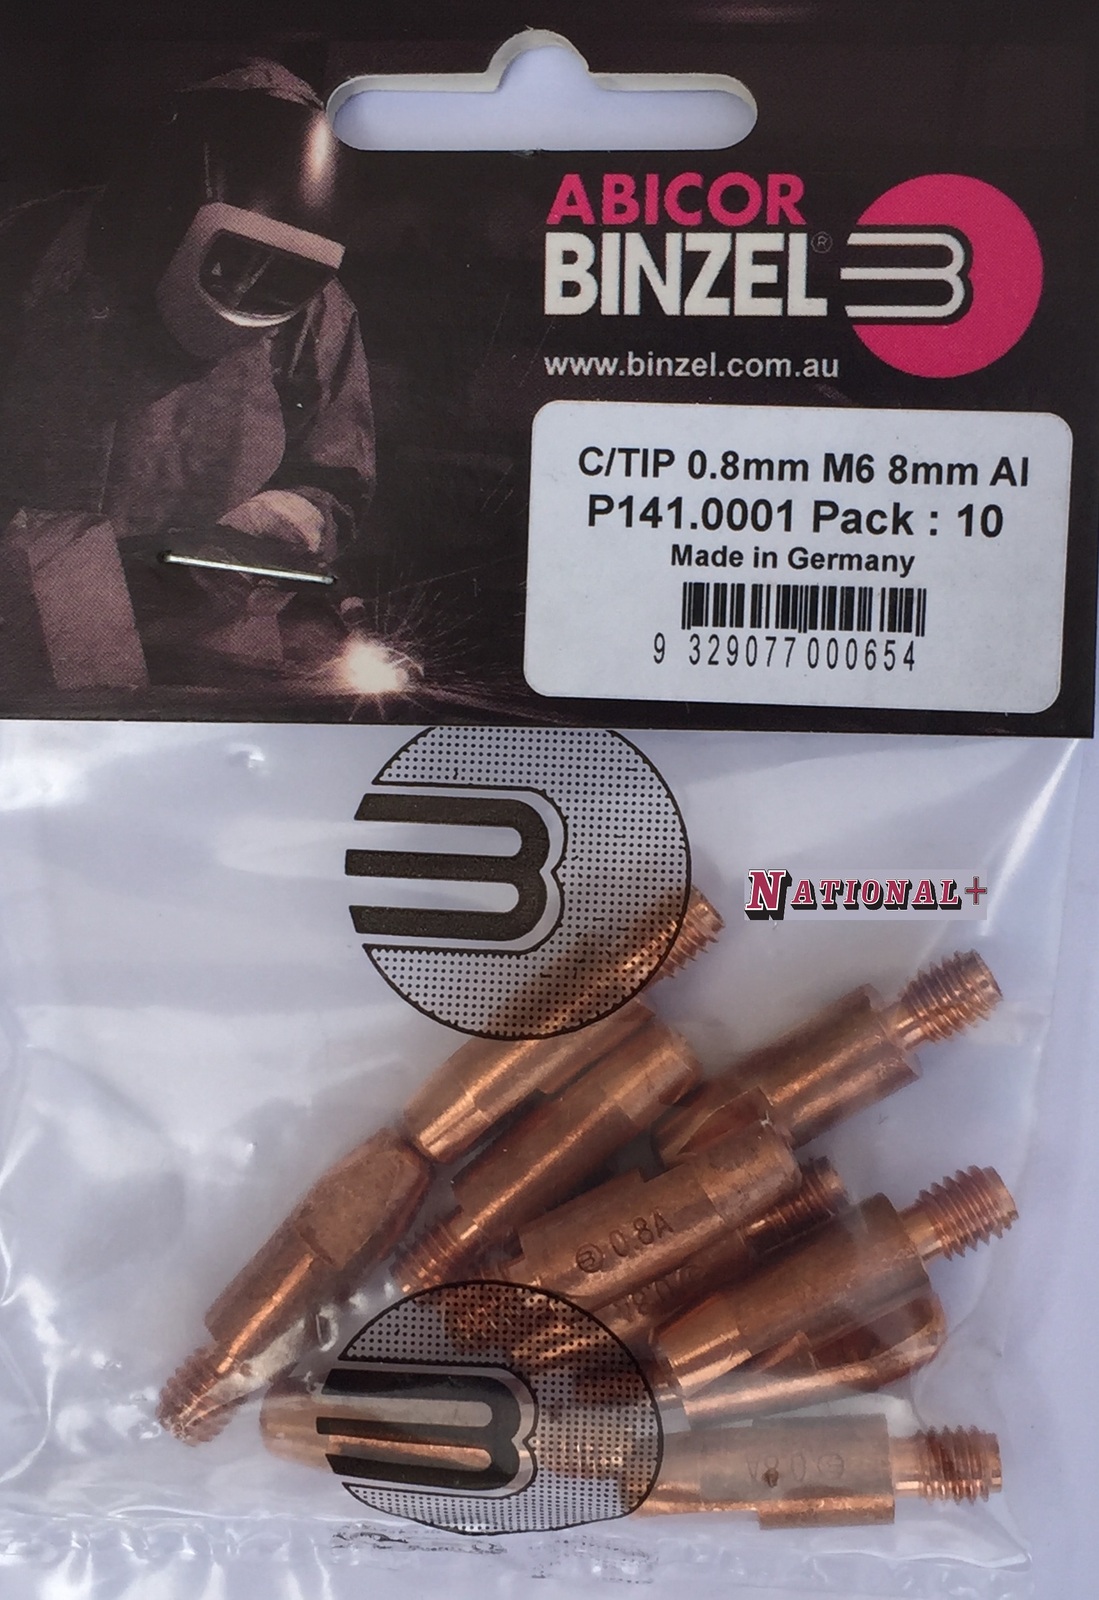 ABICOR
BINZEL®
www.binzel.com.au
C/TIP 0.8mm M6 8mm Al
P141.0001 Pack : 10
Made in Germany
9 329077 000654
NATIONAL+
0.8A
0.8A